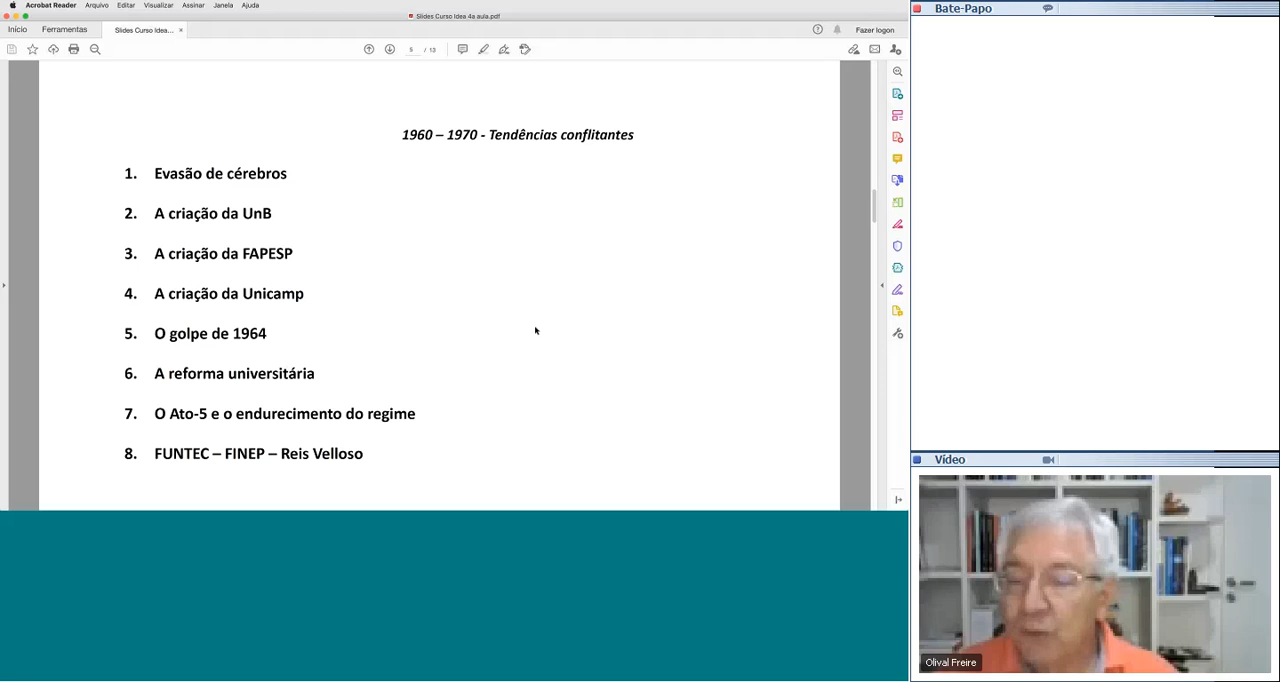 Acrobat Reader Arquivo Editar Visualizar Assinar Janela Ajuda
Slides Curso Idea 4a aula.pdf
Início Ferramentas Slides Curso Idea... × Fazer logon
5 / 13
1960 – 1970 - Tendências conflitantes
1. Evasão de cérebros
2. A criação da UnB
3. A criação da FAPESP
4. A criação da Unicamp
5. O golpe de 1964
6. A reforma universitária
7. O Ato-5 e o endurecimento do regime
8. FUNTEC – FINEP – Reis Velloso
Bate-Papo
Vídeo
Olival Freire